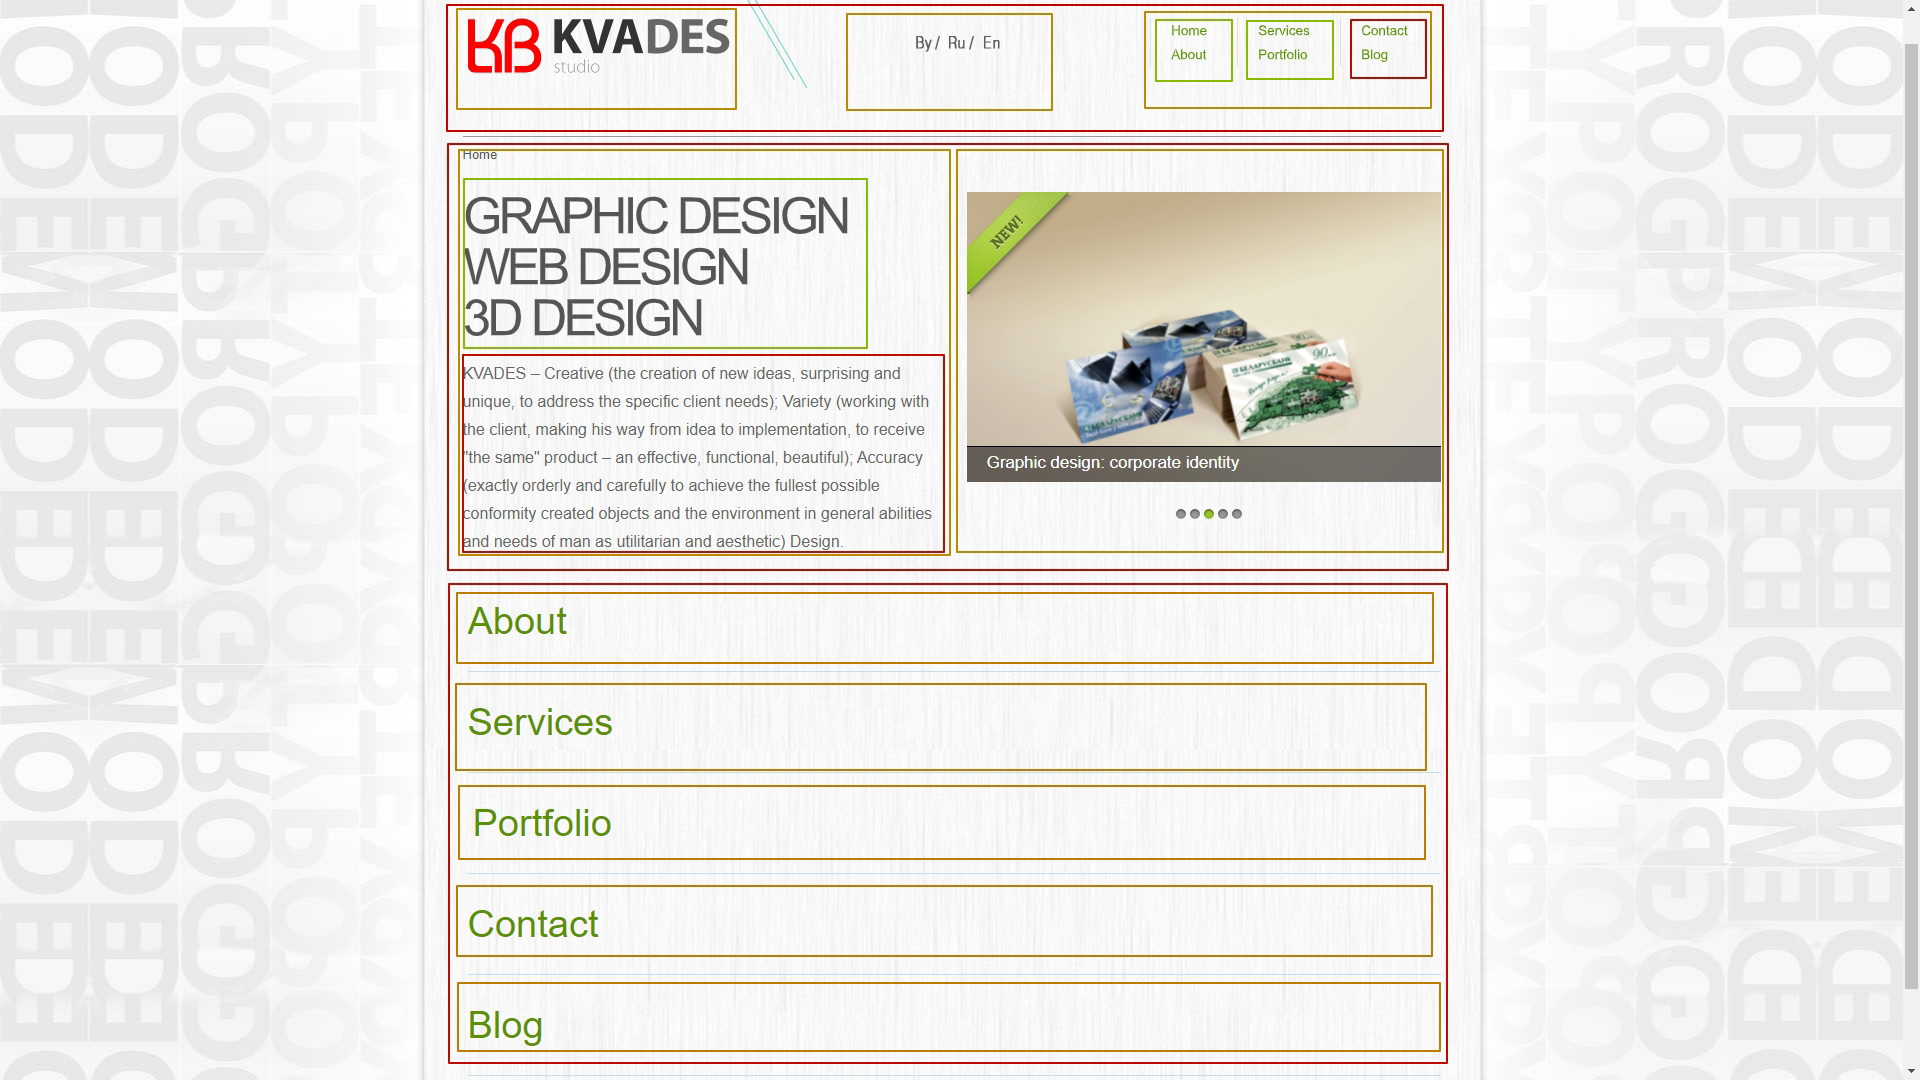 KVADES
studio
By / Ru / En
Home
About
Services
Portfolio
Contact
Blog
Home
GRAPHIC DESIGN
WEB DESIGN
3D DESIGN
KVADES – Creative (the creation of new ideas, surprising and
unique, to address the specific client needs); Variety (working with
the client, making his way from idea to implementation, to receive
"the same" product – an effective, functional, beautiful); Accuracy
(exactly orderly and carefully to achieve the fullest possible
conformity created objects and the environment in general abilities
and needs of man as utilitarian and aesthetic) Design.
NEW!
БЕЛАРУСБАНК
БЕЛАРУСБАНК
90
Graphic design: corporate identity
About
Services
Portfolio
Contact
Blog